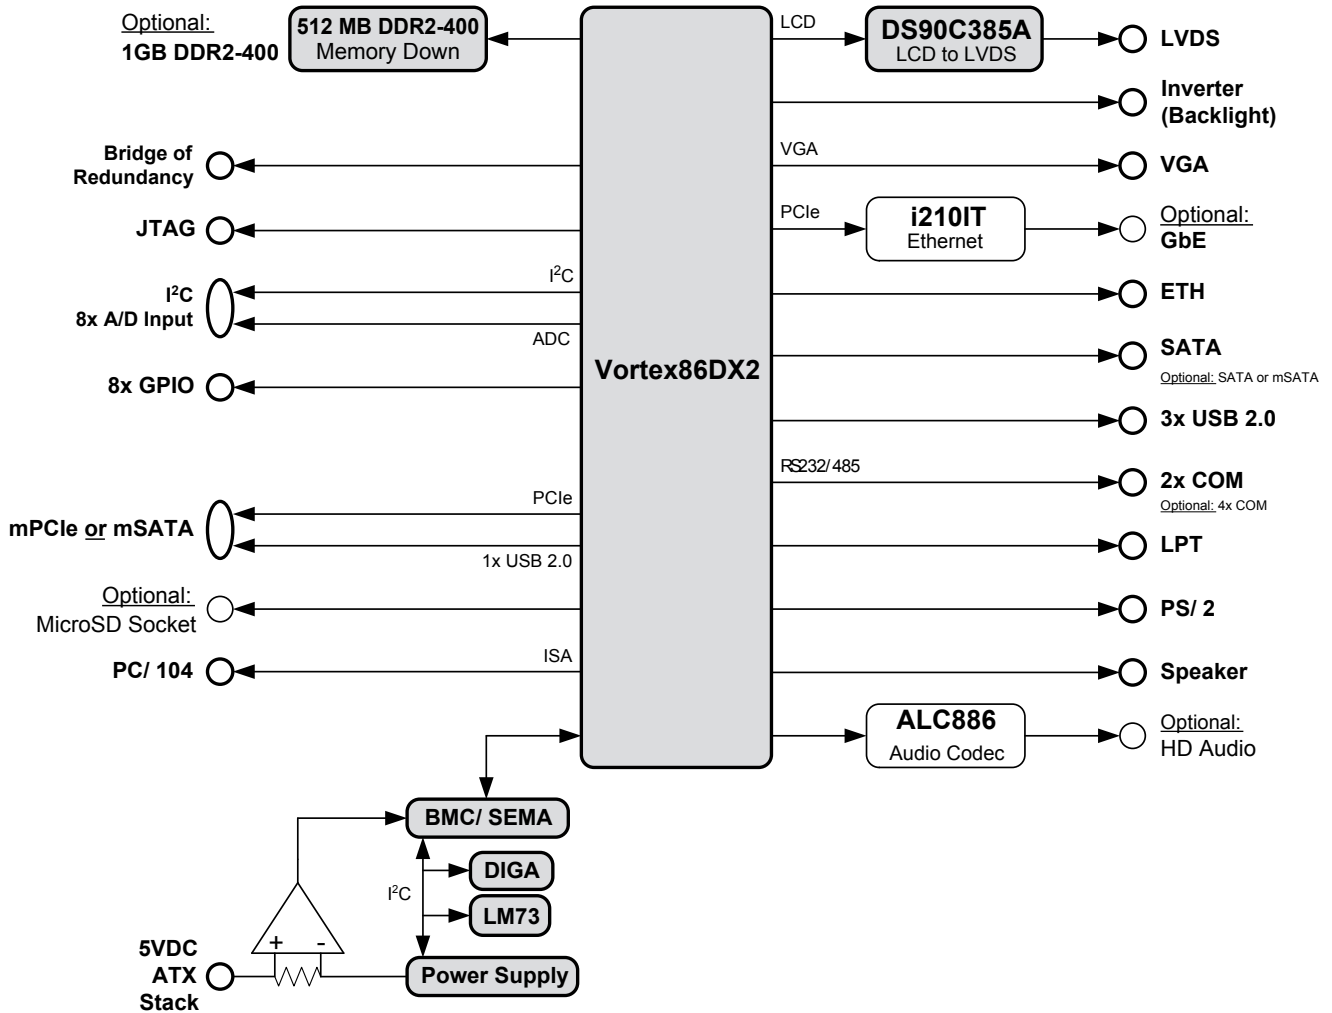 Optional:
1GB DDR2-400
512 MB DDR2-400
Memory Down
LCD
DS90C385A
LCD to LVDS
LVDS
Inverter
(Backlight)
Bridge of
Redundancy
VGA
VGA
JTAG
PCIe
i210IT
Ethernet
Optional:
GbE
I²C
8x A/D Input
I²C
ADC
ETH
Vortex86DX2
SATA
Optional: SATA or mSATA
8x GPIO
3x USB 2.0
RS232/485
2x COM
Optional: 4x COM
mPCIe or mSATA
PCIe
1x USB 2.0
LPT
Optional:
MicroSD Socket
PS/ 2
PC/ 104
ISA
Speaker
ALC886
Audio Codec
Optional:
HD Audio
BMC/ SEMA
DIGA
I²C
LM73
+ -
5VDC
ATX
Stack
Power Supply